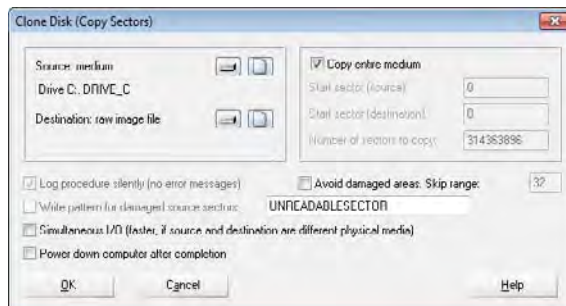 Clone Disk (Copy Sectors)
Source: medium
Drive C:, DRIVE_C
Destination: raw image file
Copy entire medium
Start sector (source):
0
Start sector (destination):
0
Number of sectors to copy:
314363896
Log procedure silently (no error messages)
Avoid damaged areas. Skip range:
32
Write pattern for damaged source sectors:
UNREADABLESECTOR
Simultaneous I/O (faster, if source and destination are different physical media)
Power down computer after completion
OK
Cancel
Help